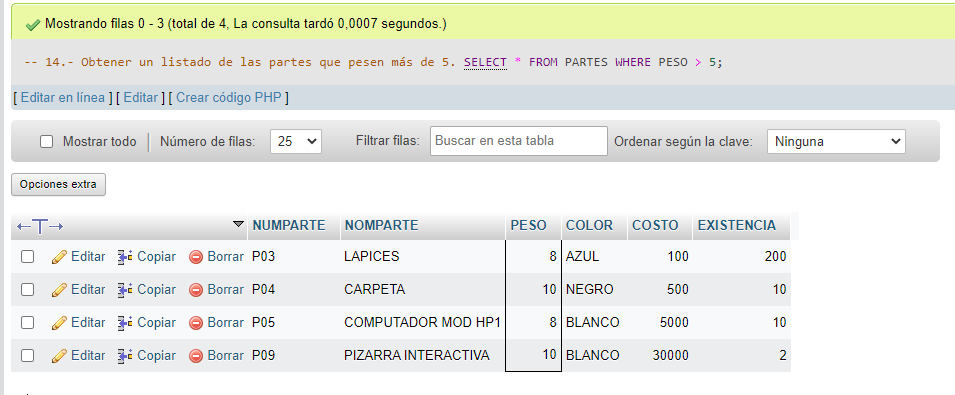 Mostrando filas 0 - 3 (total de 4, La consulta tardó 0,0007 segundos.)
-- 14.- Obtener un listado de las partes que pesen más de 5. SELECT * FROM PARTES WHERE PESO > 5;
[ Editar en línea ] [ Editar ] [ Crear código PHP ]
Mostrar todo Número de filas: 25 Filtrar filas: Buscar en esta tabla Ordenar según la clave: Ninguna
Opciones extra
←T→ NUMPARTE NOMPARTE PESO COLOR COSTO EXISTENCIA
Editar Copiar Borrar P03 LAPICES 8 AZUL 100 200
Editar Copiar Borrar P04 CARPETA 10 NEGRO 500 10
Editar Copiar Borrar P05 COMPUTADOR MOD HP1 8 BLANCO 5000 10
Editar Copiar Borrar P09 PIZARRA INTERACTIVA 10 BLANCO 30000 2